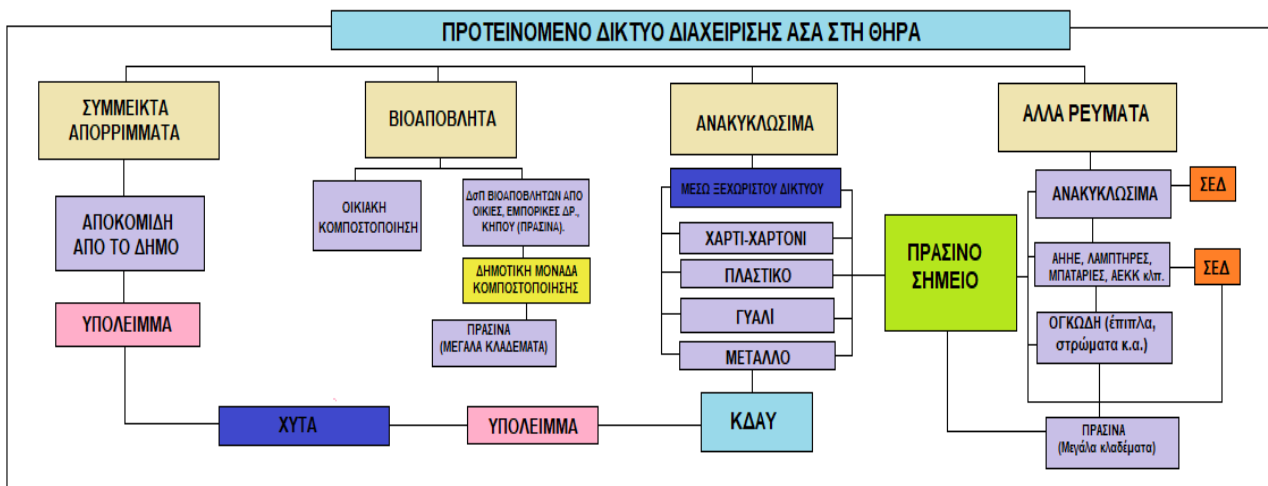 ΠΡΟΤΕΙΝΟΜΕΝΟ ΔΙΚΤΥΟ ΔΙΑΧΕΙΡΙΣΗΣ ΑΣΑ ΣΤΗ ΘΗΡΑ
ΣΥΜΜΕΙΚΤΑ
ΑΠΟΡΡΙΜΜΑΤΑ
ΑΠΟΚΟΜΙΔΗ
ΑΠΟ ΤΟ ΔΗΜΟ
ΥΠΟΛΕΙΜΜΑ
ΧΥΤΑ
ΒΙΟΑΠΟΒΛΗΤΑ
ΟΙΚΙΑΚΗ
ΚΟΜΠΟΣΤΟΠΟΙΗΣΗ
ΔσΠ ΒΙΟΑΠΟΒΛΗΤΩΝ ΑΠΟ
ΟΙΚΙΕΣ, ΕΜΠΟΡΙΚΕΣ ΔΡ.,
ΚΗΠΟΥ (ΠΡΑΣΙΝΑ).
ΔΗΜΟΤΙΚΗ ΜΟΝΑΔΑ
ΚΟΜΠΟΣΤΟΠΟΙΗΣΗΣ
ΠΡΑΣΙΝΑ
(ΜΕΓΑΛΑ ΚΛΑΔΕΜΑΤΑ)
ΥΠΟΛΕΙΜΜΑ
ΑΝΑΚΥΚΛΩΣΙΜΑ
ΜΕΣΩ ΞΕΧΩΡΙΣΤΟΥ ΔΙΚΤΥΟΥ
ΧΑΡΤΙ-ΧΑΡΤΟΝΙ
ΠΛΑΣΤΙΚΟ
ΓΥΑΛΙ
ΜΕΤΑΛΛΟ
ΚΔΑΥ
ΠΡΑΣΙΝΟ
ΣΗΜΕΙΟ
ΑΛΛΑ ΡΕΥΜΑΤΑ
ΑΝΑΚΥΚΛΩΣΙΜΑ
ΣΕΔ
ΑΗΗΕ, ΛΑΜΠΤΗΡΕΣ,
ΜΠΑΤΑΡΙΕΣ, ΑΕΚΚ κλπ.
ΣΕΔ
ΟΓΚΩΔΗ (έπιπλα,
στρώματα κ.α.)
ΠΡΑΣΙΝΑ
(Μεγάλα κλαδέματα)